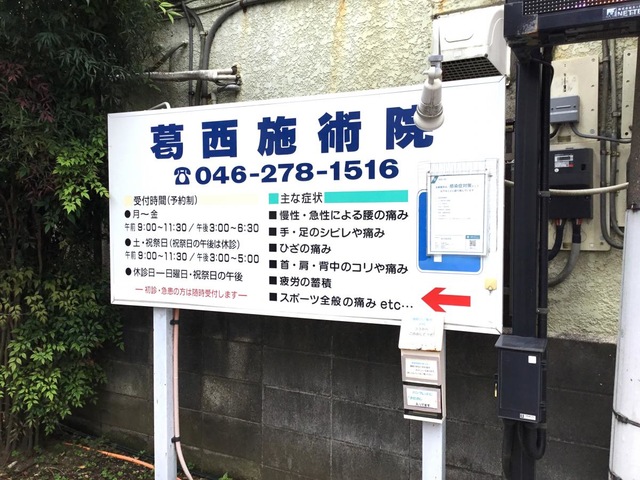 葛西施術院
☎046-278-1516
受付時間(予約制)
●月〜金
午前 9:00〜11:30/午後3:00〜6:30
●土・祝祭日(祝祭日の午後は休診)
午前 9:00〜11:30/午後3:00〜5:00
●休診日―日曜日・祝祭日の午後
―初診・急患の方は随時受付します―
主な症状
■慢性・急性による腰の痛み
■手・足のシビレや痛み
■ひざの痛み
■首・肩・背中のコリや痛み
■疲労の蓄積
■スポーツ全般の痛み etc…